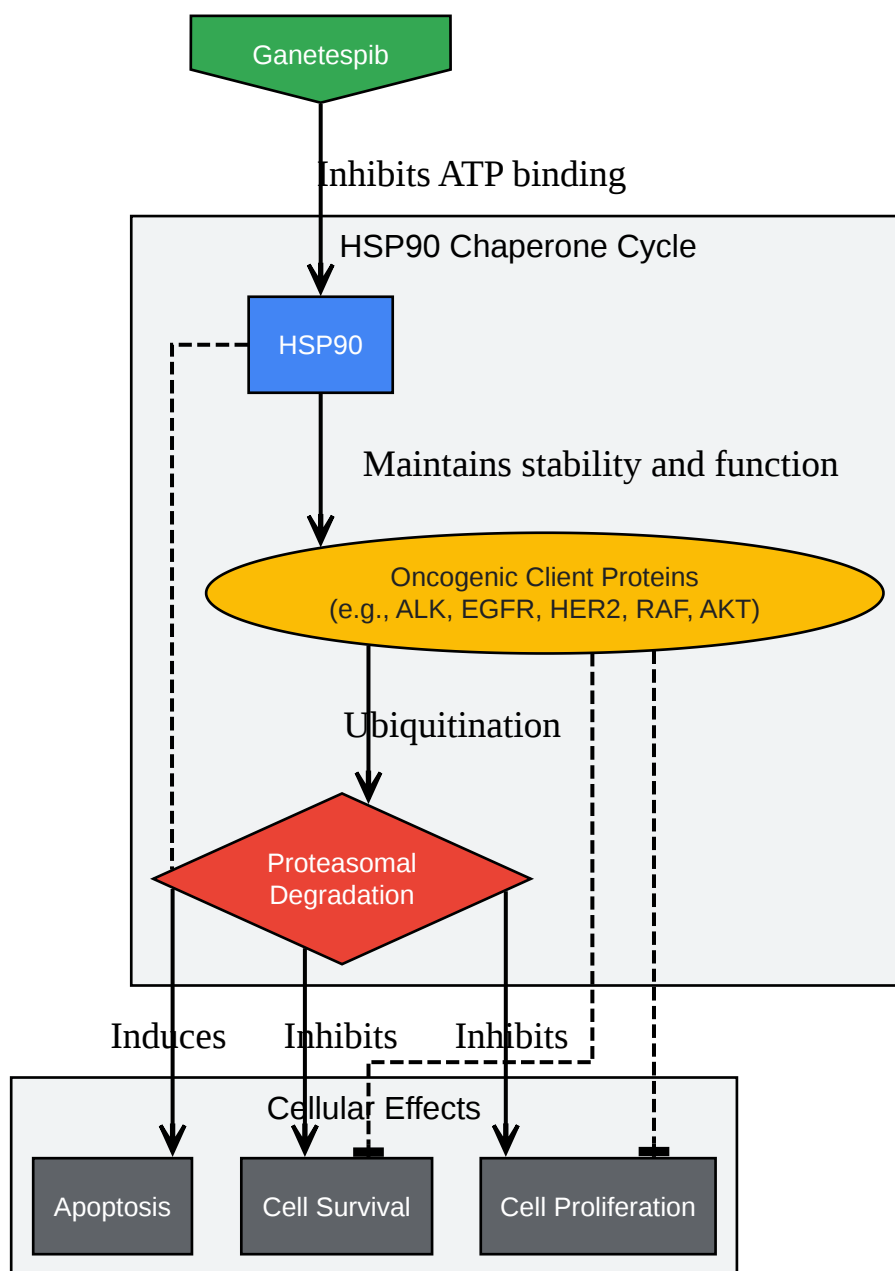 Ganetespib
Inhibits ATP binding
HSP90 Chaperone Cycle
HSP90
Maintains stability and function
Oncogenic Client Proteins
(e.g., ALK, EGFR, HER2, RAF, AKT)
Ubiquitination
Proteasomal
Degradation
Induces
Inhibits
Inhibits
Cellular Effects
Apoptosis
Cell Survival
Cell Proliferation